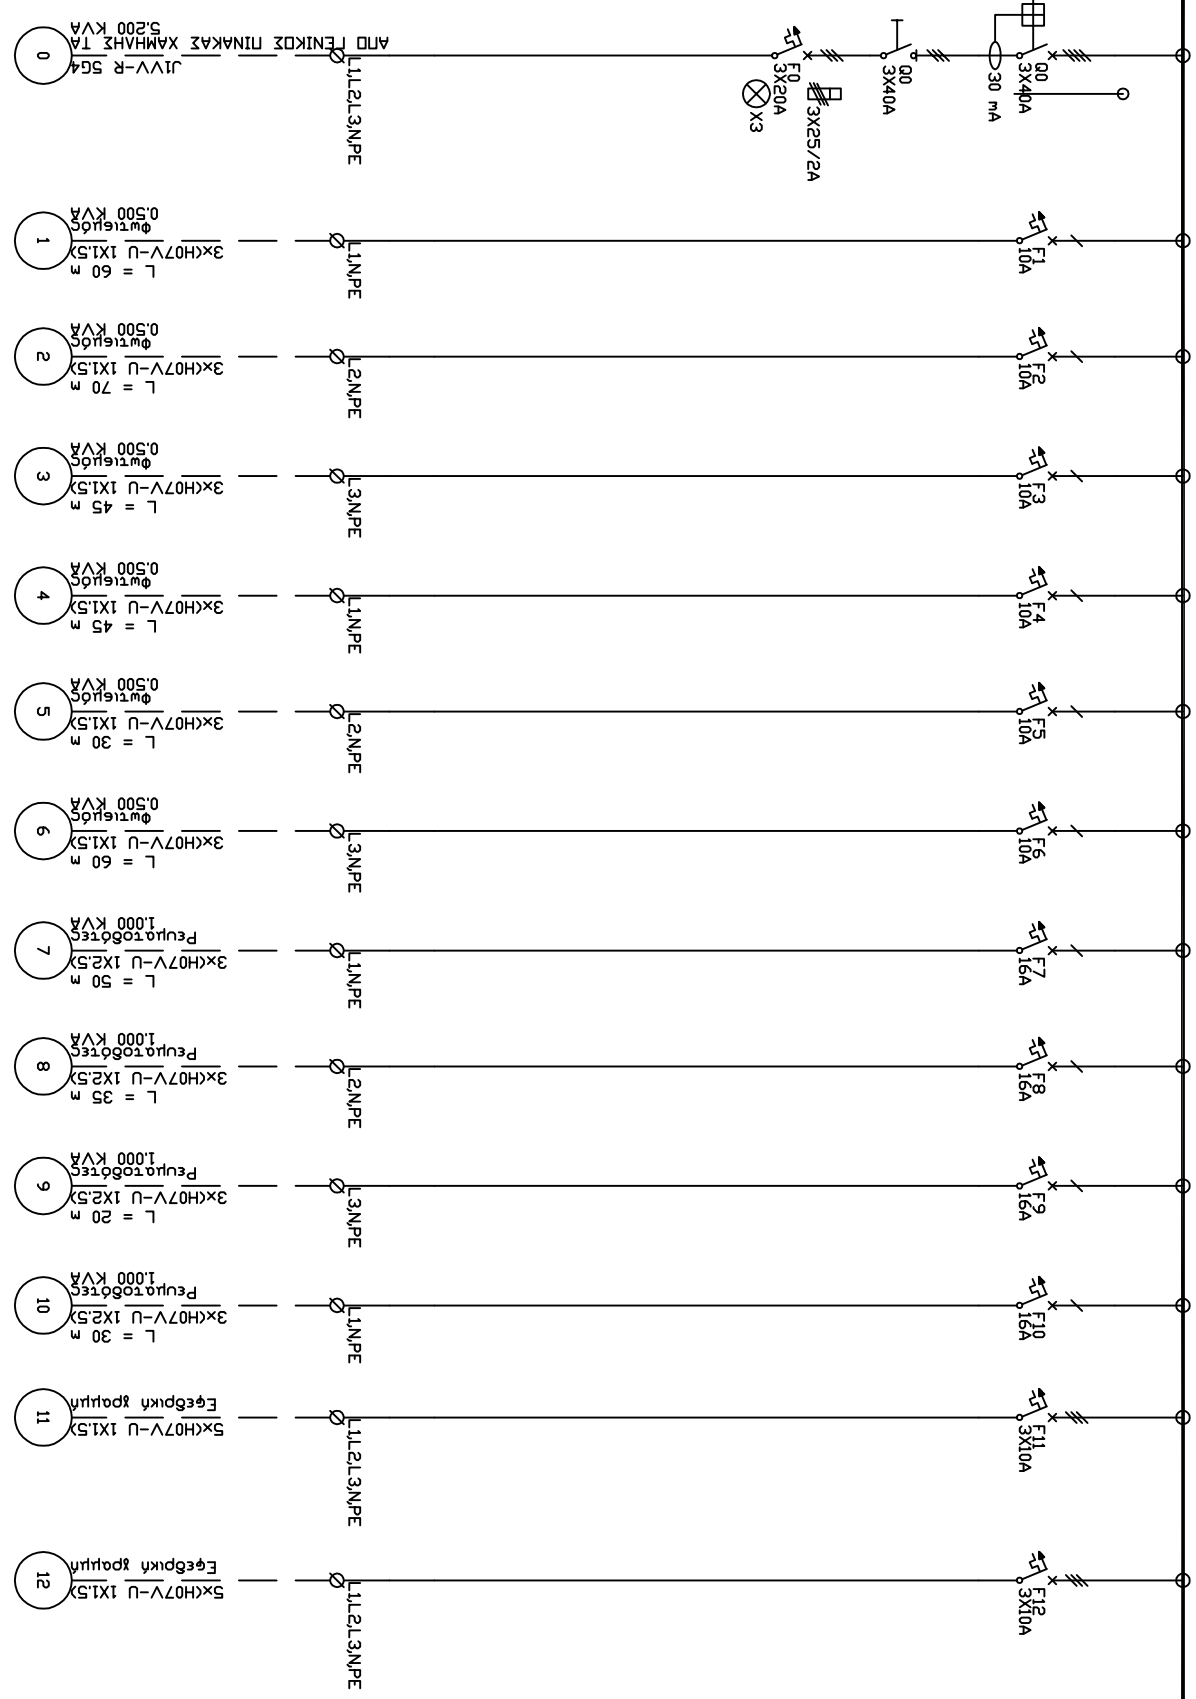 0
5.200 KVA
ΑΠΟ ΓΕΝΙΚΟΣ ΠΙΝΑΚΑΣ ΧΑΜΗΛΗΣ ΤΑ
J1VV-R 5G4
L1,L2,L3,N,PE
F0
3X20A
X3
3X25/2A
Q0
3X40A
30 mA
Q0
3X40A
1
0.500 KVA
Φωτισμός
3x(H07V-U 1X1.5)
L = 60 m
L1,N,PE
F1
10A
2
0.500 KVA
Φωτισμός
3x(H07V-U 1X1.5)
L = 70 m
L2,N,PE
F2
10A
3
0.500 KVA
Φωτισμός
3x(H07V-U 1X1.5)
L = 45 m
L3,N,PE
F3
10A
4
0.500 KVA
Φωτισμός
3x(H07V-U 1X1.5)
L = 45 m
L1,N,PE
F4
10A
5
0.500 KVA
Φωτισμός
3x(H07V-U 1X1.5)
L = 30 m
L2,N,PE
F5
10A
6
0.500 KVA
Φωτισμός
3x(H07V-U 1X1.5)
L = 60 m
L3,N,PE
F6
10A
7
1.000 KVA
Ρευματοδότες
3x(H07V-U 1X2.5)
L = 50 m
L1,N,PE
F7
16A
8
1.000 KVA
Ρευματοδότες
3x(H07V-U 1X2.5)
L = 35 m
L2,N,PE
F8
16A
9
1.000 KVA
Ρευματοδότες
3x(H07V-U 1X2.5)
L = 20 m
L3,N,PE
F9
16A
10
1.000 KVA
Ρευματοδότες
3x(H07V-U 1X2.5)
L = 30 m
L1,N,PE
F10
16A
11
Εφεδρική γραμμή
5x(H07V-U 1X1.5)
L1,L2,L3,N,PE
F11
3X10A
12
Εφεδρική γραμμή
5x(H07V-U 1X1.5)
L1,L2,L3,N,PE
F12
3X10A